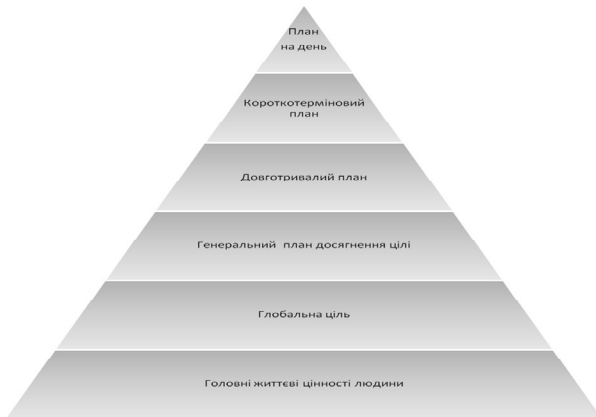 План
на день
Короткотерміновий
план
Довготривалий план
Генеральний план досягнення цілі
Глобальна ціль
Головні життєві цінності людини